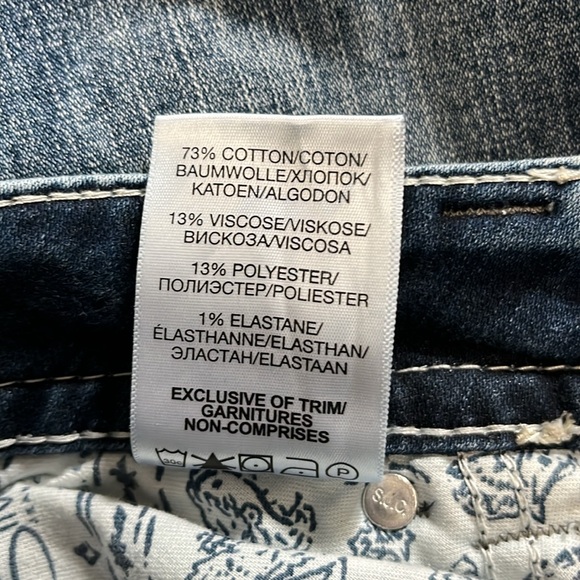 73% COTTON/COTON/
BAUMWOLLE/ХЛОПОК/
KATOEN/ALGODON
13% VISCOSE/VISKOSE/
ВИСКОЗА/VISCOSA
13% POLYESTER/
ПОЛИЭСТЕР/POLIESTER
1% ELASTANE/
ÉLASTHANNE/ELASTHAN/
ЭЛАСТАН/ELASTAAN
EXCLUSIVE OF TRIM/
GARNITURES
NON-COMPRISES
P